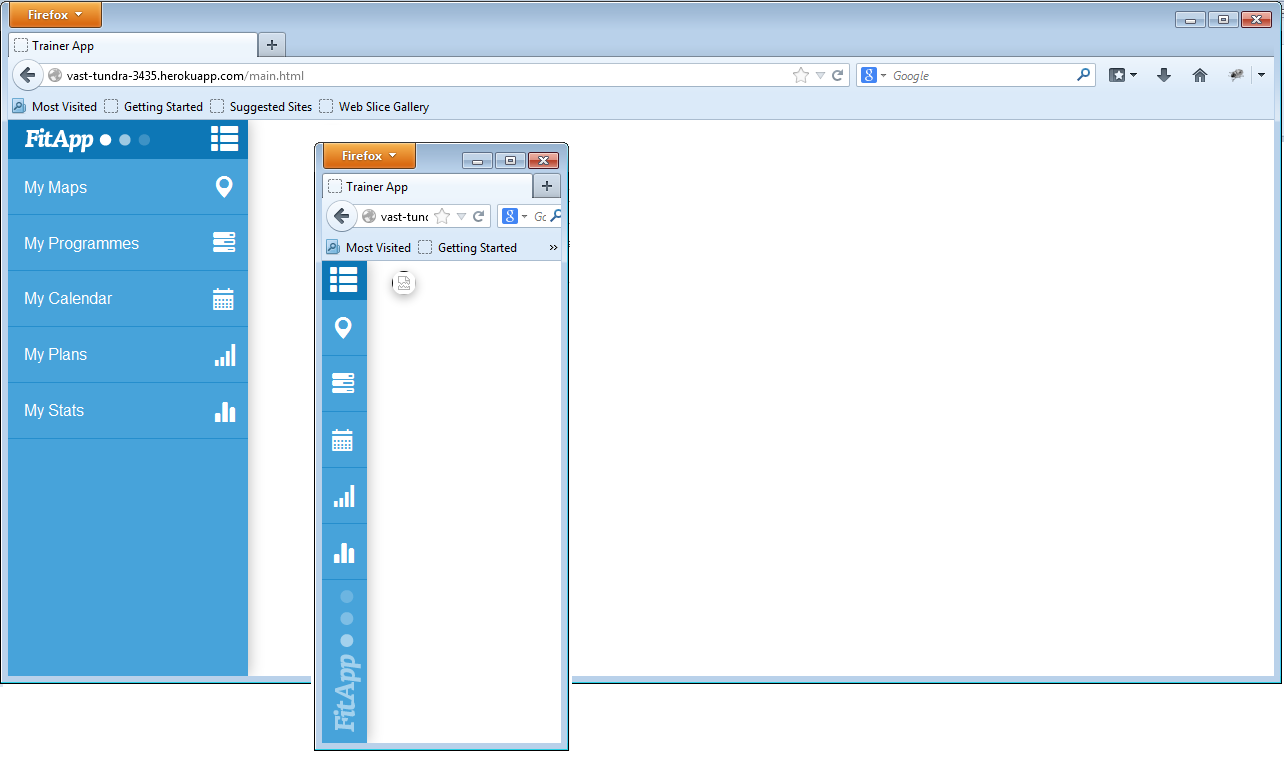 Firefox
Trainer App
vast-tundra-3435.herokuapp.com/main.html
Google
Most Visited Getting Started Suggested Sites Web Slice Gallery
FitApp
My Maps
My Programmes
My Calendar
My Plans
My Stats
Firefox
Trainer App
vast-tund
Go
Most Visited Getting Started »
FitApp